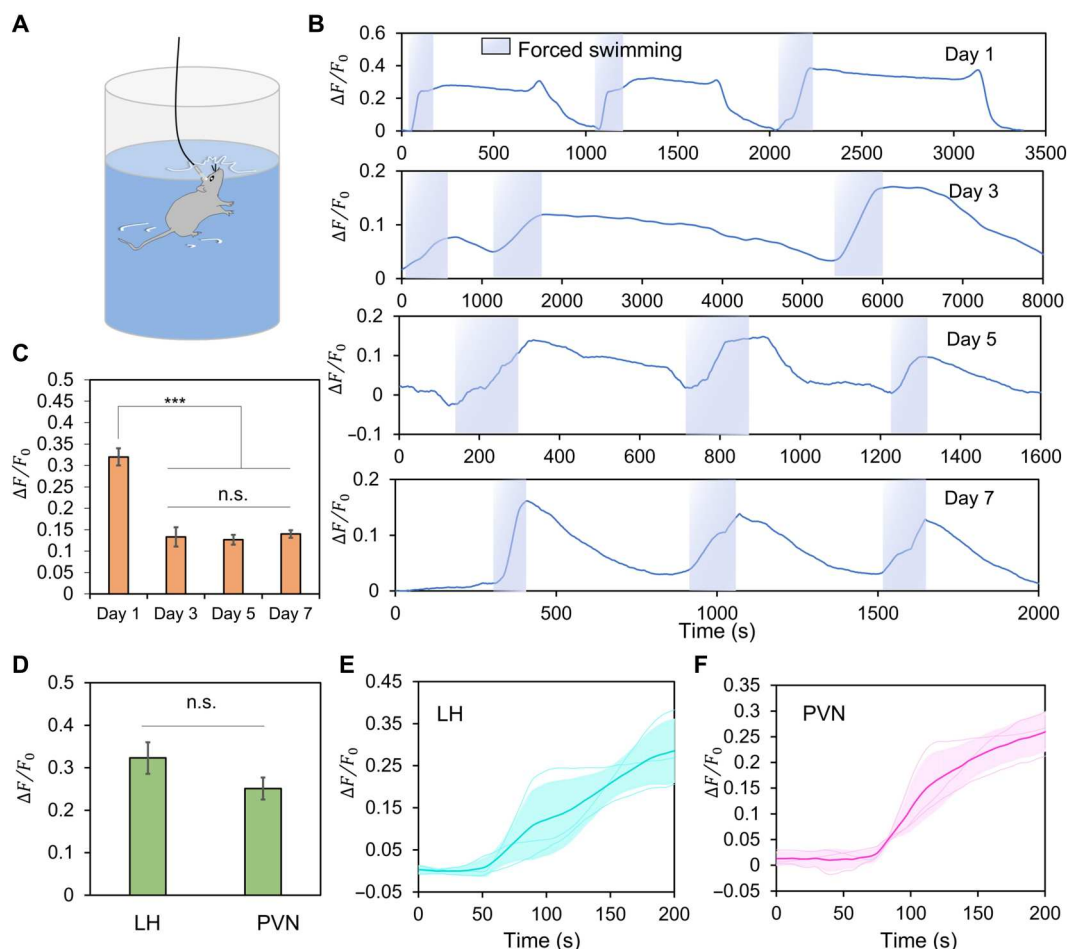 A
B
Forced swimming
Day 1
ΔF/F0
0.6
0.4
0.2
0
0 500 1000 1500 2000 2500 3000 3500
Day 3
ΔF/F0
0.2
0.1
0
0 1000 2000 3000 4000 5000 6000 7000 8000
Day 5
ΔF/F0
0.2
0.1
0
−0.1
0 200 400 600 800 1000 1200 1400 1600
Day 7
ΔF/F0
0.2
0.1
0
0 500 1000 1500 2000
Time (s)
C
ΔF/F0
0.5
0.45
0.4
0.35
0.3
0.25
0.2
0.15
0.1
0.05
0
***
n.s.
Day 1 Day 3 Day 5 Day 7
D
ΔF/F0
0.5
0.4
0.3
0.2
0.1
0
n.s.
LH PVN
E
LH
ΔF/F0
0.45
0.35
0.25
0.15
0.05
−0.05
0 50 100 150 200
Time (s)
F
PVN
ΔF/F0
0.35
0.3
0.25
0.2
0.15
0.1
0.05
0
−0.05
0 50 100 150 200
Time (s)